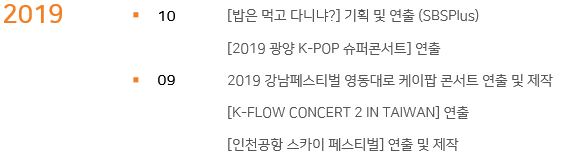 2019 ▪ 10 [밥은 먹고 다니냐?] 기획 및 연출 (SBSPlus)
[2019 광양 K-POP 슈퍼콘서트] 연출
▪ 09 2019 강남페스티벌 영동대로 케이팝 콘서트 연출 및 제작
[K-FLOW CONCERT 2 IN TAIWAN] 연출
[인천공항 스카이 페스티벌] 연출 및 제작